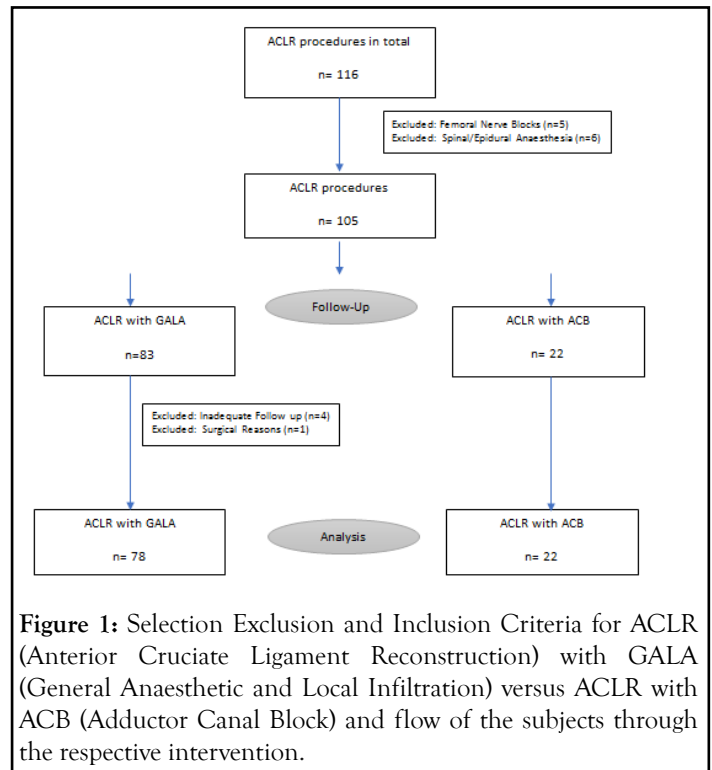 ACLR procedures in total
n= 116
Excluded: Femoral Nerve Blocks (n=5)
Excluded: Spinal/Epidural Anaesthesia (n=6)
ACLR procedures
n= 105
Follow-Up
ACLR with GALA
n=83
ACLR with ACB
n= 22
Excluded: Inadequate Follow up (n=4)
Excluded: Surgical Reasons (n=1)
ACLR with GALA
n= 78
Analysis
ACLR with ACB
n= 22
Figure 1: Selection Exclusion and Inclusion Criteria for ACLR
(Anterior Cruciate Ligament Reconstruction) with GALA
(General Anaesthetic and Local Infiltration) versus ACLR with
ACB (Adductor Canal Block) and flow of the subjects through
the respective intervention.